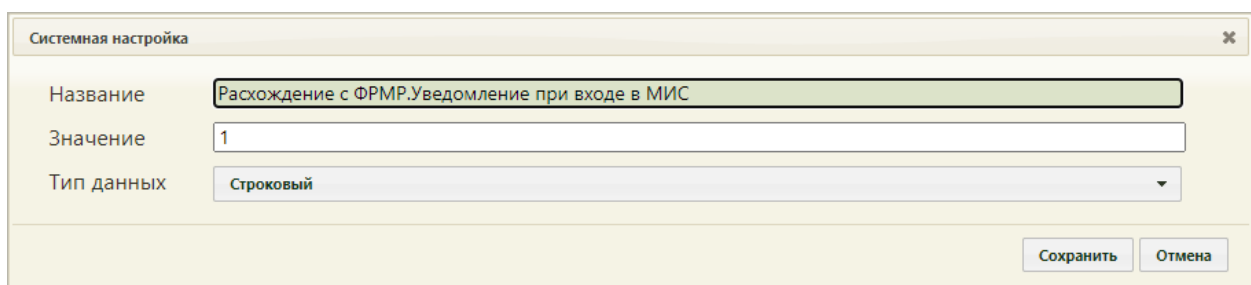 Системная настройка
Название Расхождение с ФРМР.Уведомление при входе в МИС
Значение 1
Тип данных Строковый
Сохранить Отмена